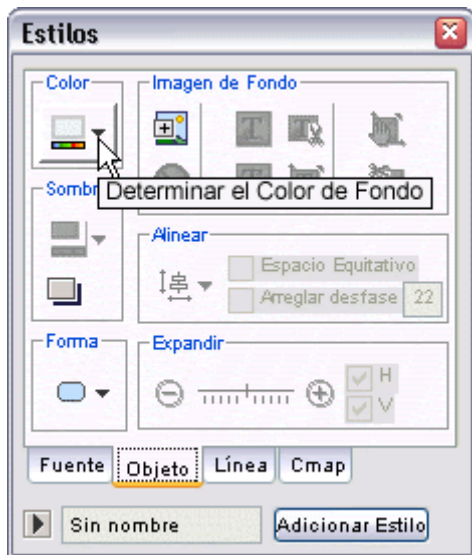 Estilos
Color
Imagen de Fondo
Determinar el Color de Fondo
Sombr
Alinear
Espacio Equitativo
Arreglar desfase 22
Forma
Expandir
H
V
Fuente Objeto Línea Cmap
Sin nombre Adicionar Estilo